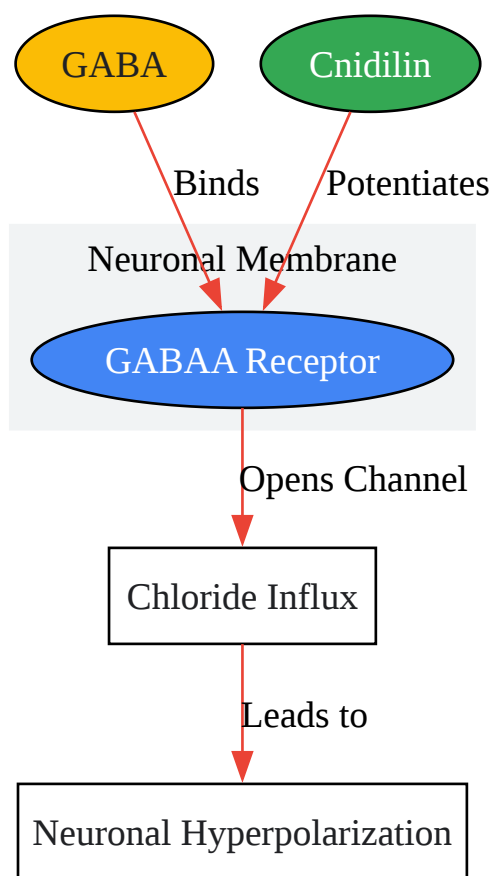 GABA
Cnidilin
Binds
Potentiates
Neuronal Membrane
GABAA Receptor
Opens Channel
Chloride Influx
Leads to
Neuronal Hyperpolarization